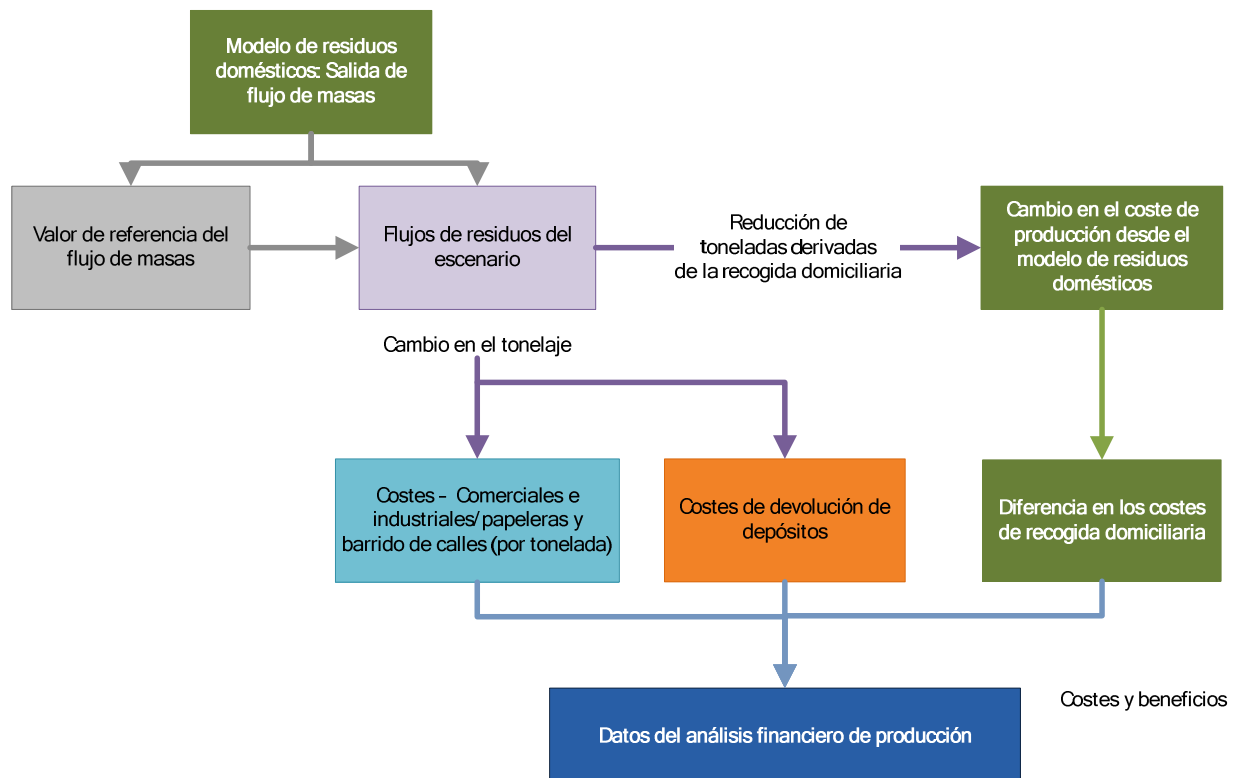 Modelo de residuos
domésticos: Salida de
flujo de masas
Valor de referencia del
flujo de masas
Flujos de residuos del
escenario
Reducción de
toneladas derivadas
de la recogida domiciliaria
Cambio en el coste de
producción desde el
modelo de residuos
domésticos
Cambio en el tonelaje
Costes - Comerciales e
industriales/ papeleras y
barrido de calles (por tonelada)
Costes de devolución de
depósitos
Diferencia en los costes
de recogida domiciliaria
Costes y beneficios
Datos del análisis financiero de producción